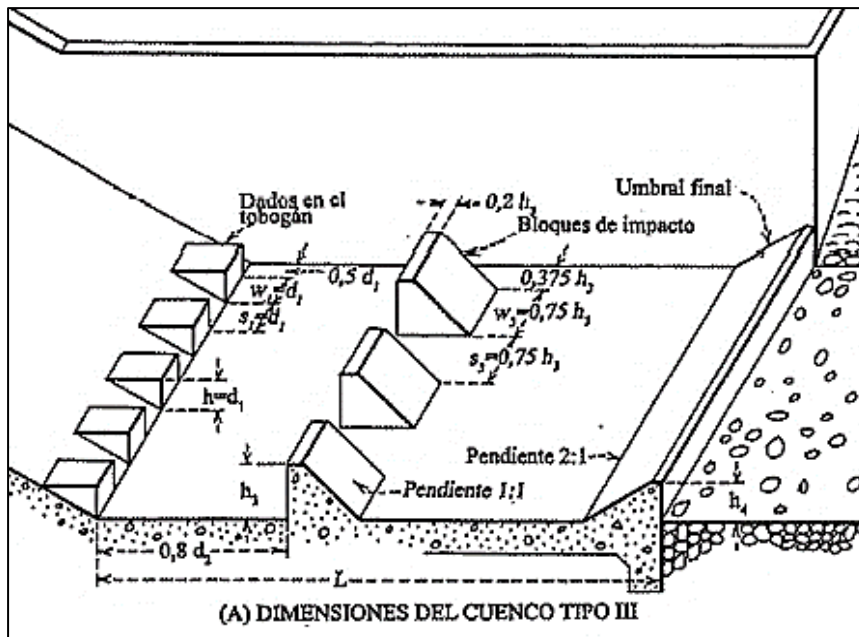 Dados en el
tobogán
Umbral final
0,2 h₃
Bloques de impacto
0,5 d₁
w₁=d₁
s₁=d₁
0,375 h₃
w₃=0,75 h₃
s₃=0,75 h₃
h=d₁
Pendiente 2:1
h₃
Pendiente 1:1
h₄
0,8 d₂
L
(A) DIMENSIONES DEL CUENCO TIPO III